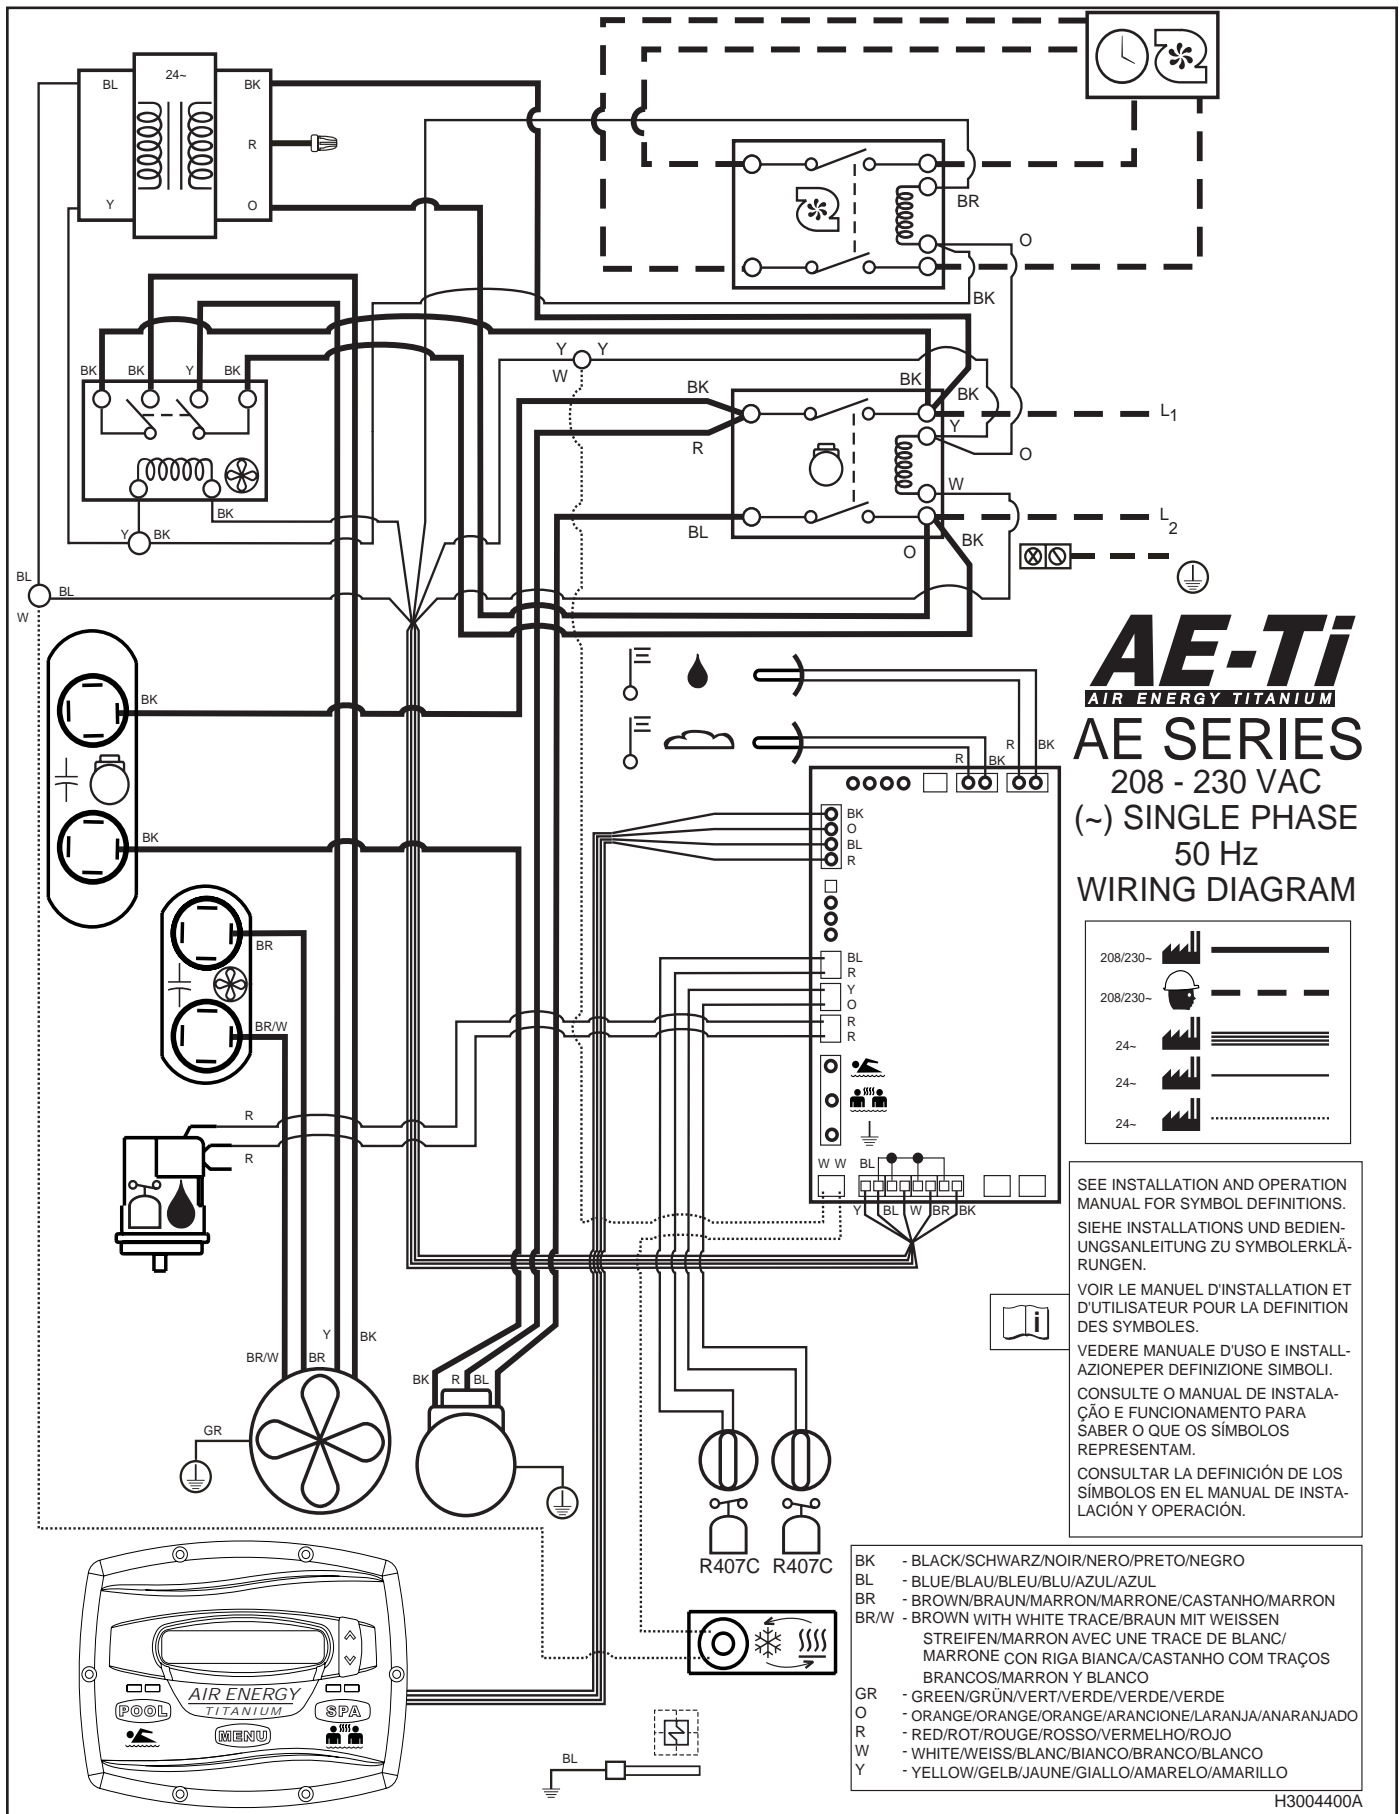 BL
24~
BK
R
Y
O
BR
O
BK
Y Y
W
BK BK Y BK
BK
BK
BK
L1
Y
R
O
W
BK
Y BK
L2
BL
BK
O
BL
BL
W
AE-Ti
AIR ENERGY TITANIUM
AE SERIES
208 - 230 VAC
(~) SINGLE PHASE
50 Hz
WIRING DIAGRAM
BK
R BK
R BK
BK
O
BL
R
BK
BR
BR/W
BL
R
Y
O
R
R
208/230~
208/230~
24~
24~
24~
R
R
W W BL
Y BL W BR BK
SEE INSTALLATION AND OPERATION
MANUAL FOR SYMBOL DEFINITIONS.
SIEHE INSTALLATIONS UND BEDIEN-
UNGSANLEITUNG ZU SYMBOLERKLÄ-
RUNGEN.
VOIR LE MANUEL D'INSTALLATION ET
D'UTILISATEUR POUR LA DEFINITION
DES SYMBOLES.
VEDERE MANUALE D'USO E INSTALL-
AZIONEPER DEFINIZIONE SIMBOLI.
CONSULTE O MANUAL DE INSTALA-
ÇÃO E FUNCIONAMENTO PARA
SABER O QUE OS SÍMBOLOS
REPRESENTAM.
CONSULTAR LA DEFINICIÓN DE LOS
SÍMBOLOS EN EL MANUAL DE INSTA-
LACIÓN Y OPERACIÓN.
i
Y BK
BR/W BR
BK R BL
GR
R407C R407C
AIR ENERGY
TITANIUM
POOL
SPA
MENU
BL
BK - BLACK/SCHWARZ/NOIR/NERO/PRETO/NEGRO
BL - BLUE/BLAU/BLEU/BLU/AZUL/AZUL
BR - BROWN/BRAUN/MARRON/MARRONE/CASTANHO/MARRON
BR/W - BROWN WITH WHITE TRACE/BRAUN MIT WEISSEN
STREIFEN/MARRON AVEC UNE TRACE DE BLANC/
MARRONE CON RIGA BIANCA/CASTANHO COM TRAÇOS
BRANCOS/MARRON Y BLANCO
GR - GREEN/GRÜN/VERT/VERDE/VERDE/VERDE
O - ORANGE/ORANGE/ORANGE/ARANCIONE/LARANJA/ANARANJADO
R - RED/ROT/ROUGE/ROSSO/VERMELHO/ROJO
W - WHITE/WEISS/BLANC/BIANCO/BRANCO/BLANCO
Y - YELLOW/GELB/JAUNE/GIALLO/AMARELO/AMARILLO
H3004400A